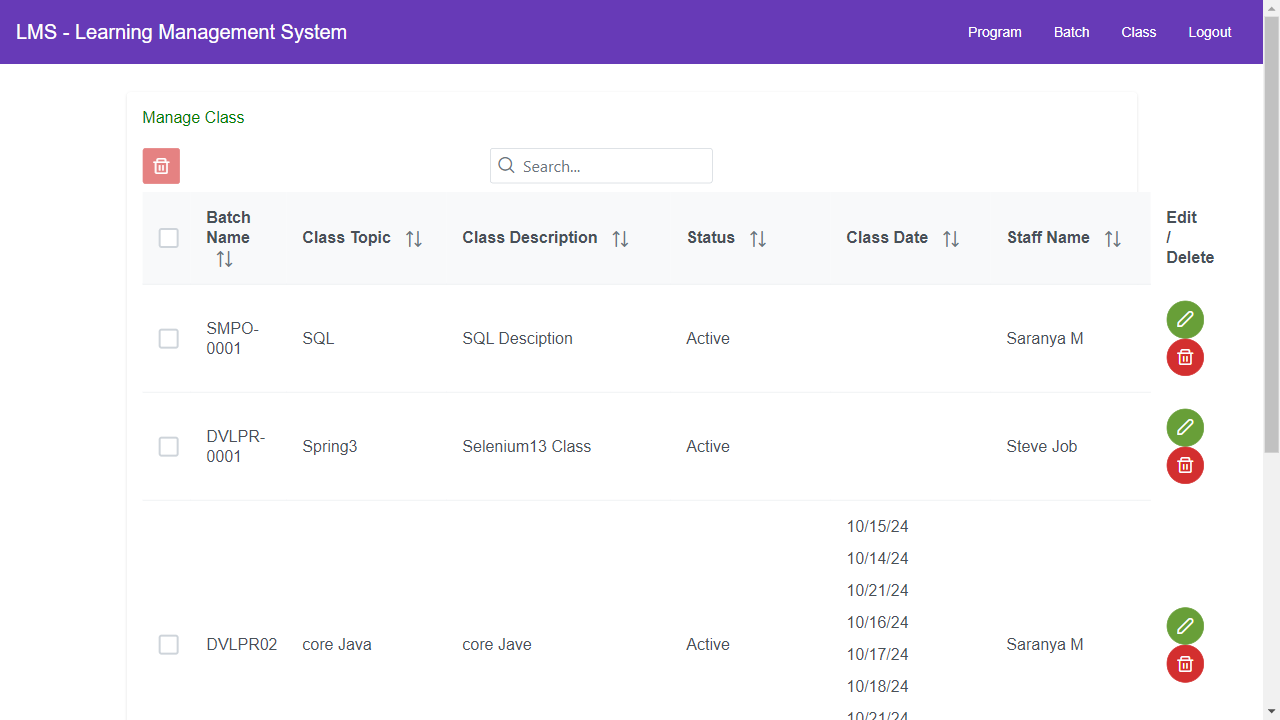 LMS - Learning Management System
Program
Batch
Class
Logout
Manage Class
Search...
Batch
Name
Class Topic
Class Description
Status
Class Date
Staff Name
Edit
/
Delete
SMPO-
0001
SQL
SQL Desciption
Active
Saranya M
DVLPR-
0001
Spring3
Selenium13 Class
Active
Steve Job
DVLPR02
core Java
core Jave
Active
10/15/24
10/14/24
10/21/24
10/16/24
10/17/24
10/18/24
10/21/24
Saranya M